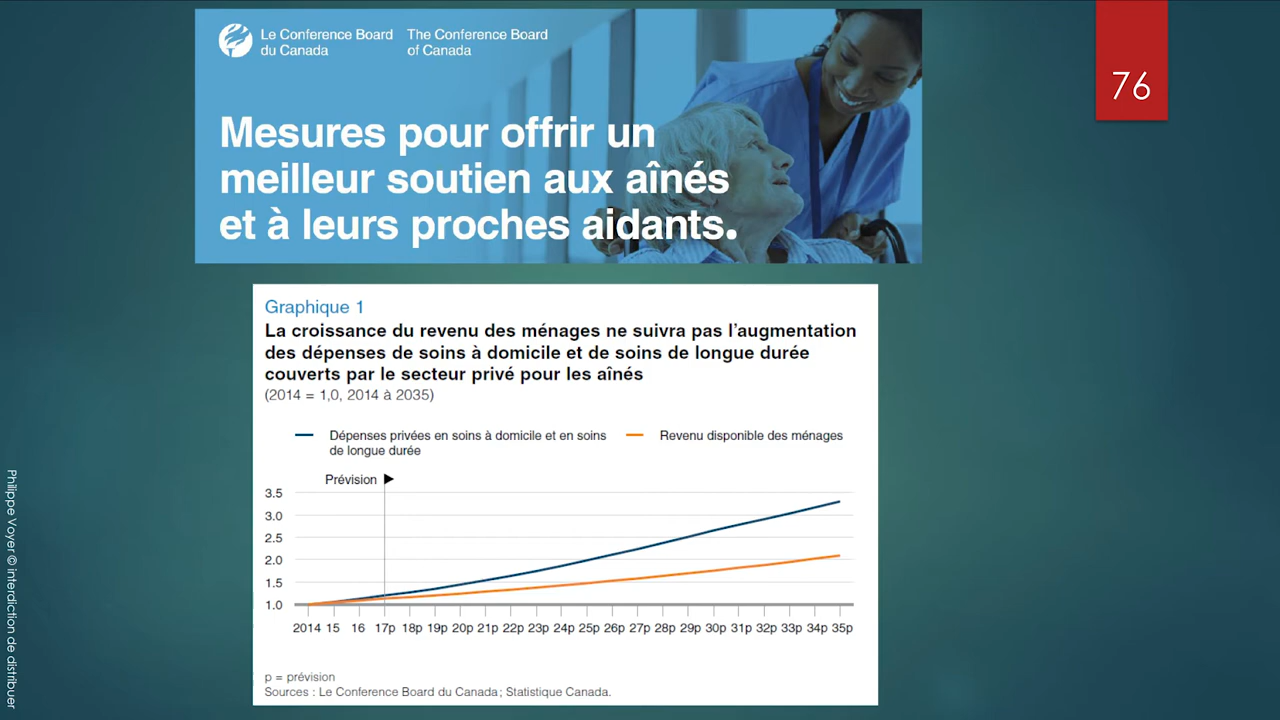 Le Conference Board
du Canada
The Conference Board
of Canada
76
Mesures pour offrir un
meilleur soutien aux aînés
et à leurs proches aidants.
Graphique 1
La croissance du revenu des ménages ne suivra pas l'augmentation
des dépenses de soins à domicile et de soins de longue durée
couverts par le secteur privé pour les aînés
(2014 = 1,0, 2014 à 2035)
Dépenses privées en soins à domicile et en soins
de longue durée
Revenu disponible des ménages
Prévision
3.5
3.0
2.5
2.0
1.5
1.0
2014 15 16 17p 18p 19p 20p 21p 22p 23p 24p 25p 26p 27p 28p 29p 30p 31p 32p 33p 34p 35p
p = prévision
Sources : Le Conference Board du Canada; Statistique Canada.
Philippe Voyer © interdiction de distribuer